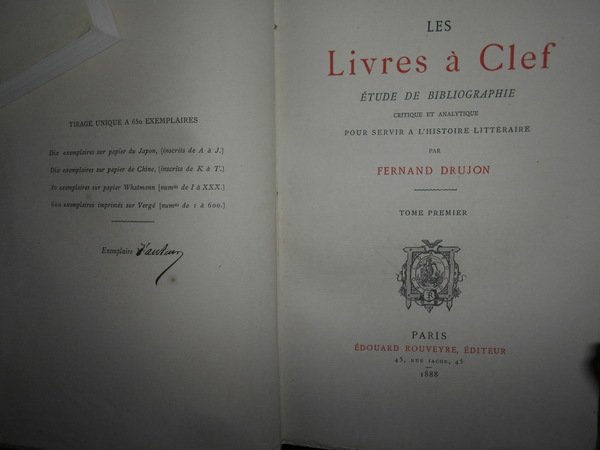 TIRAGE UNIQUE A 650 EXEMPLAIRES
Dix exemplaires sur papier du Japon, (inscrits de A à J.)
Dix exemplaires sur papier de Chine, (inscrits de K à T.)
30 exemplaires sur papier Whatmann (numés de I à XXX.)
600 exemplaires imprimés sur Vergé (numés de 1 à 600.)
Exemplaire
LES
Livres à Clef
ÉTUDE DE BIBLIOGRAPHIE
CRITIQUE ET ANALYTIQUE
POUR SERVIR A L'HISTOIRE LITTÉRAIRE
PAR
FERNAND DRUJON
TOME PREMIER
PARIS
ÉDOUARD ROUVEYRE, ÉDITEUR
45, RUE JACOB, 45
1888